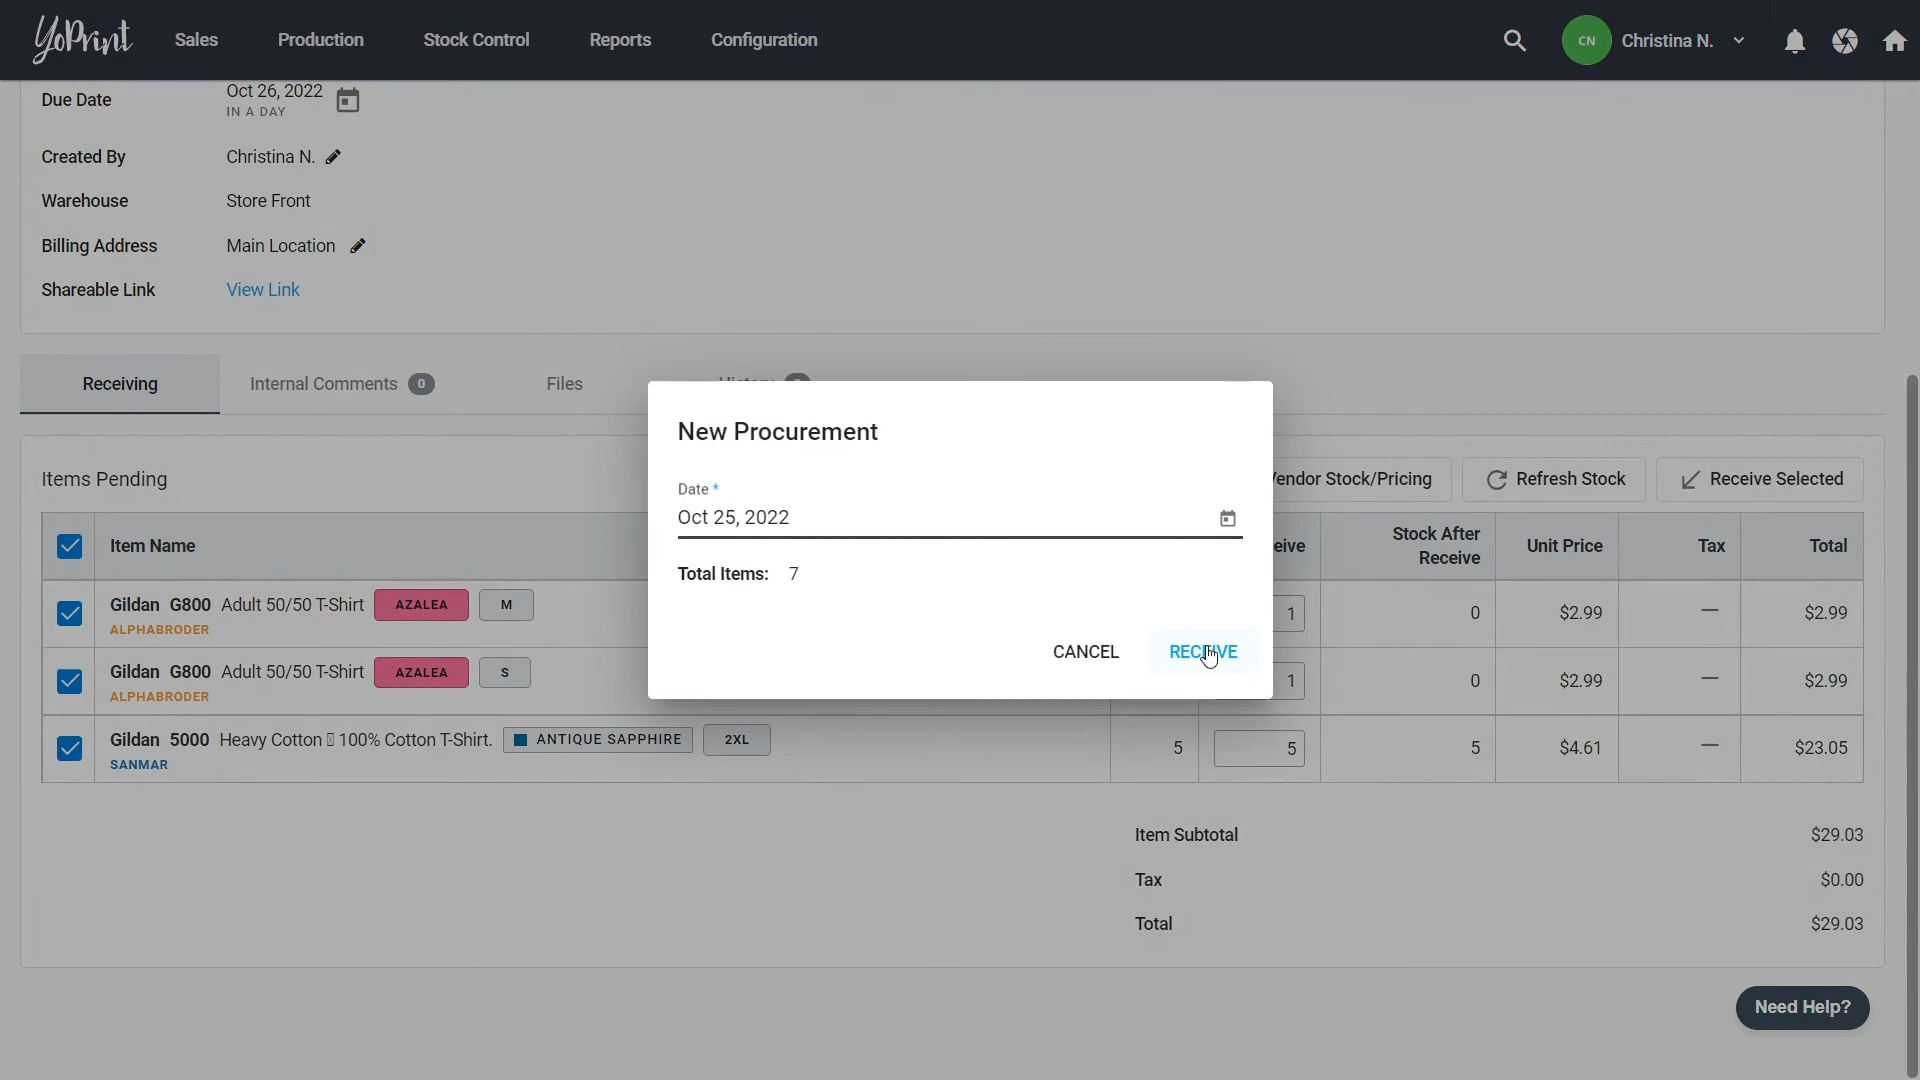 YoPrint Sales Production Stock Control Reports Configuration CN Christina N.
Due Date Oct 26, 2022
IN A DAY
Created By Christina N.
Warehouse Store Front
Billing Address Main Location
Shareable Link View Link
Receiving Internal Comments 0 Files
New Procurement
Date *
Oct 25, 2022
Total Items: 7
CANCEL RECEIVE
Items Pending Vendor Stock/Pricing Refresh Stock Receive Selected
Item Name eive Stock After Unit Price Tax Total
Receive
Gildan G800 Adult 50/50 T-Shirt AZALEA M 1 0 $2.99 — $2.99
ALPHABRODER
Gildan G800 Adult 50/50 T-Shirt AZALEA S 1 0 $2.99 — $2.99
ALPHABRODER
Gildan 5000 Heavy Cotton 100% Cotton T-Shirt. ANTIQUE SAPPHIRE 2XL 5 5 5 $4.61 — $23.05
SANMAR
Item Subtotal $29.03
Tax $0.00
Total $29.03
Need Help?